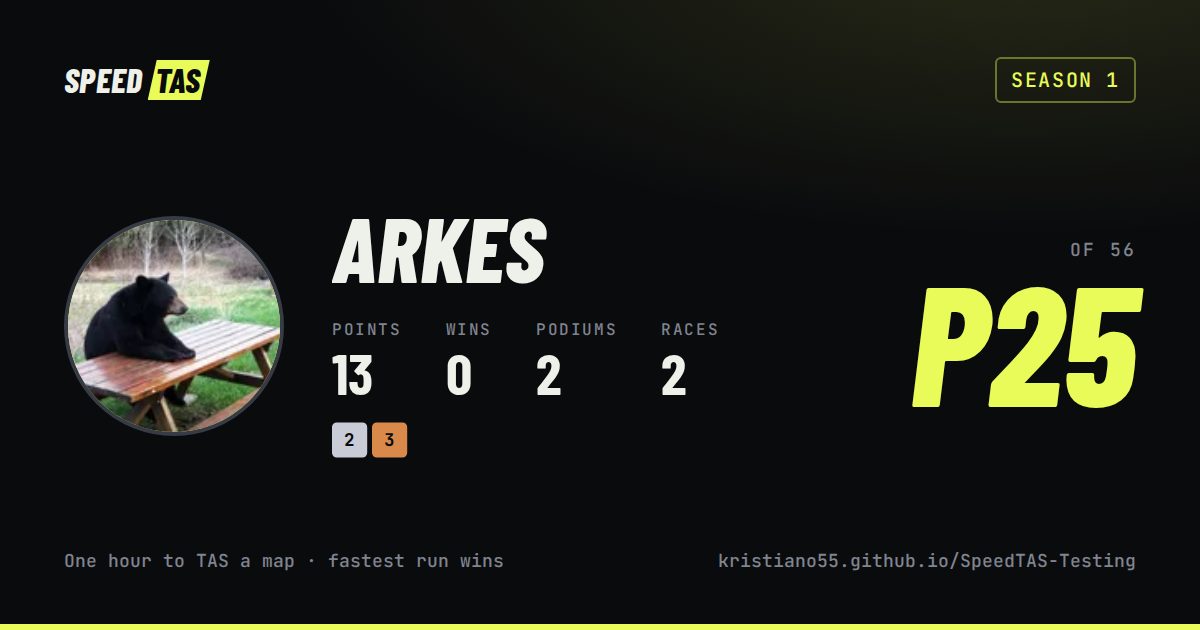 SPEED TAS
SEASON 1
ARKES
OF 56
P25
POINTS WINS PODIUMS RACES
13 0 2 2
2 3
One hour to TAS a map · fastest run wins
kristiano55.github.io/SpeedTAS-Testing